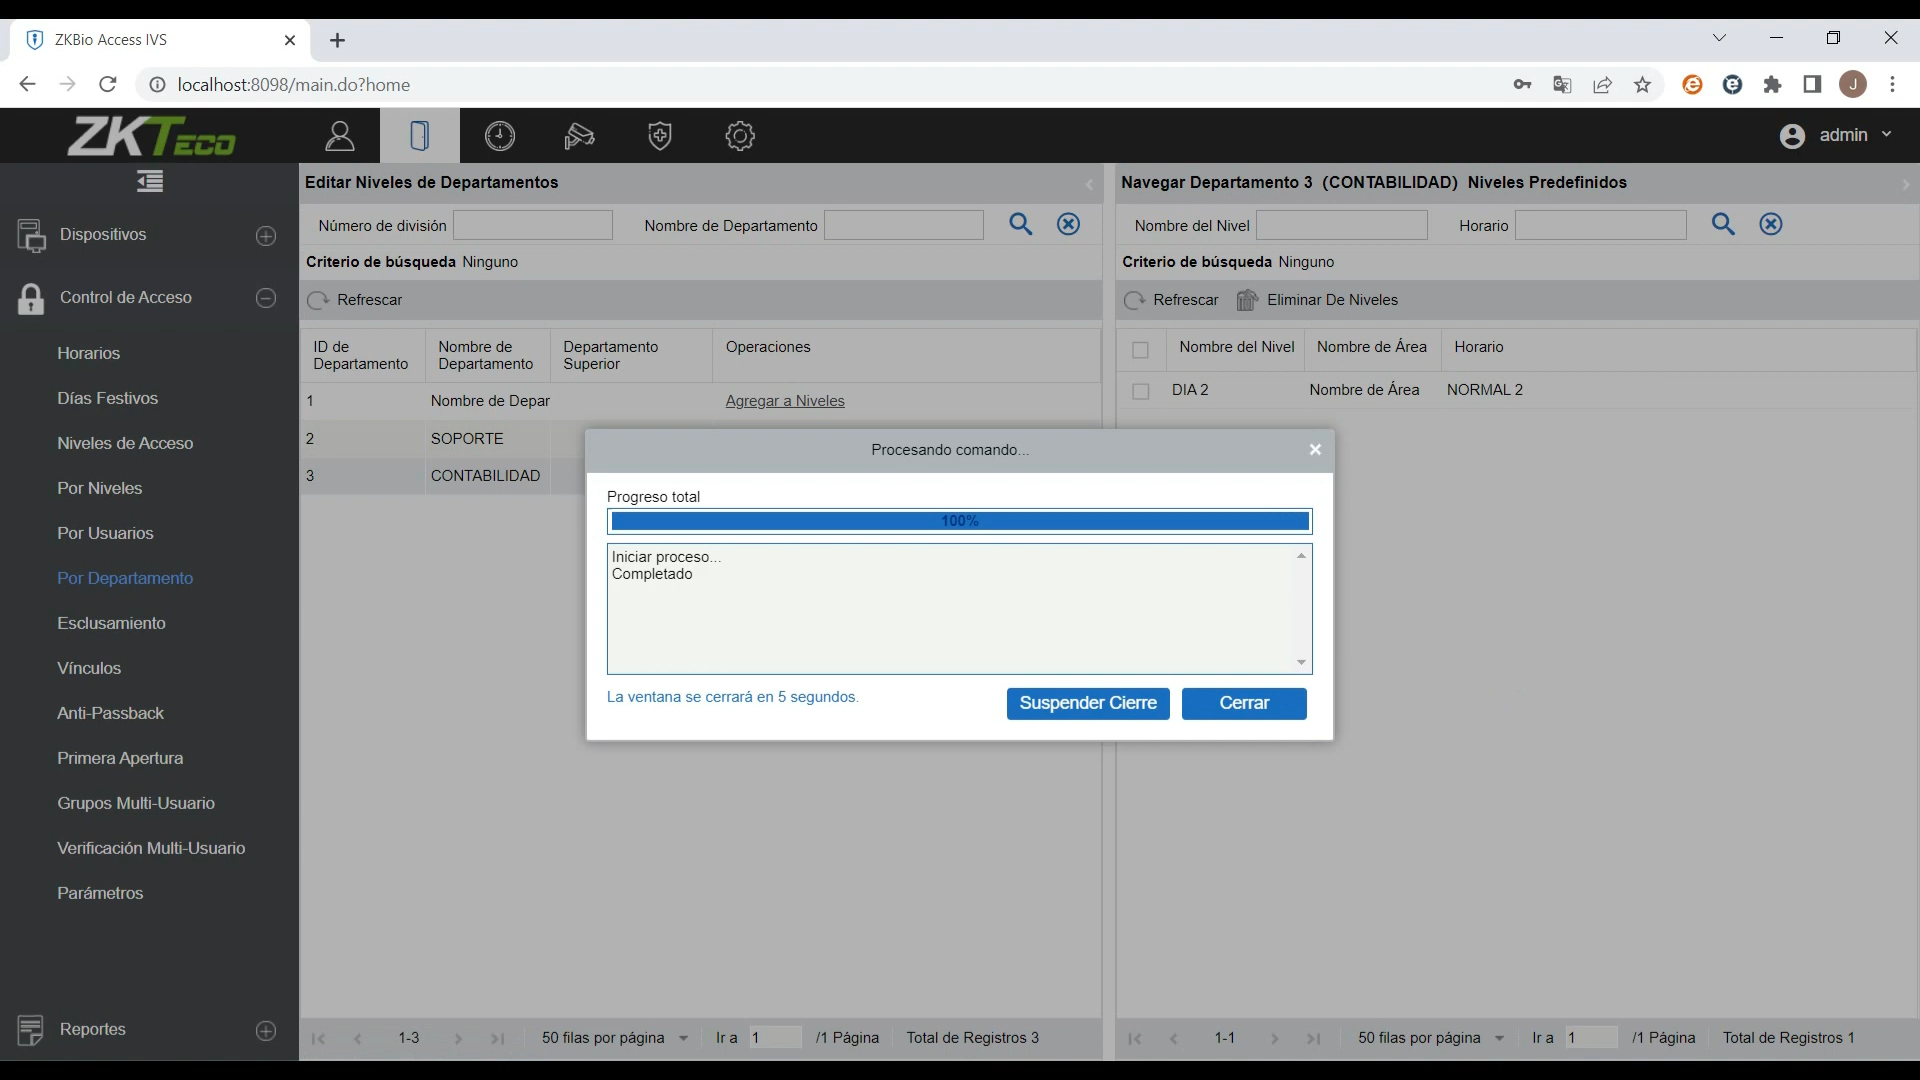 ZKBio Access IVS
localhost:8098/main.do?home
J
ZKTECO
admin
Dispositivos
Control de Acceso
Horarios
Días Festivos
Niveles de Acceso
Por Niveles
Por Usuarios
Por Departamento
Esclusamiento
Vínculos
Anti-Passback
Primera Apertura
Grupos Multi-Usuario
Verificación Multi-Usuario
Parámetros
Reportes
Editar Niveles de Departamentos
Número de división
Nombre de Departamento
Criterio de búsqueda Ninguno
Refrescar
ID de Departamento Nombre de Departamento Departamento Superior Operaciones
1 Nombre de Depar Agregar a Niveles
2 SOPORTE
3 CONTABILIDAD
1-3 50 filas por página Ir a 1 /1 Página Total de Registros 3
Navegar Departamento 3 (CONTABILIDAD) Niveles Predefinidos
Nombre del Nivel
Horario
Criterio de búsqueda Ninguno
Refrescar Eliminar De Niveles
Nombre del Nivel Nombre de Área Horario
DIA 2 Nombre de Área NORMAL 2
1-1 50 filas por página Ir a 1 /1 Página Total de Registros 1
Procesando comando...
Progreso total
100%
Iniciar proceso...
Completado
La ventana se cerrará en 5 segundos.
Suspender Cierre
Cerrar